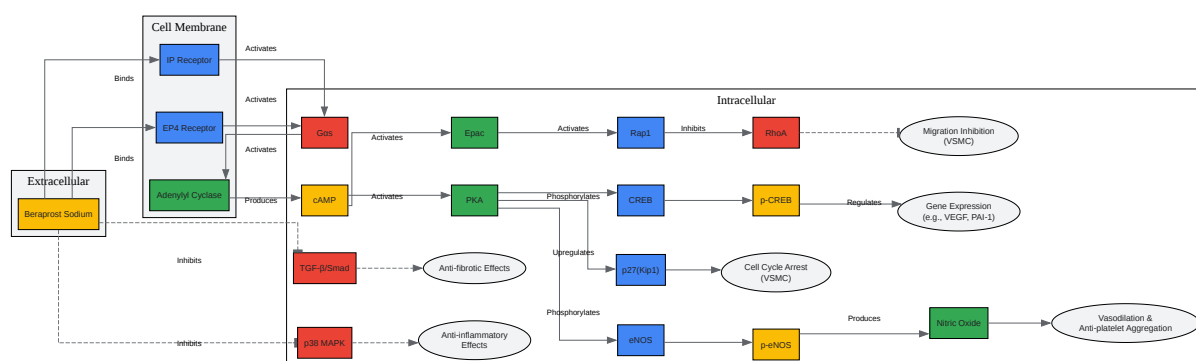 Cell Membrane
IP Receptor
Activates
Binds
EP4 Receptor
Activates
Activates
Binds
Adenylyl Cyclase
Produces
Extracellular
Beraprost Sodium
Inhibits
Inhibits
Intracellular
Gαs
Activates
Epac
Activates
Rap1
Inhibits
RhoA
Migration Inhibition
(VSMC)
cAMP
Activates
PKA
Phosphorylates
CREB
p-CREB
Regulates
Gene Expression
(e.g., VEGF, PAI-1)
TGF-β/Smad
Anti-fibrotic Effects
Upregulates
p27(Kip1)
Cell Cycle Arrest
(VSMC)
p38 MAPK
Anti-inflammatory
Effects
Phosphorylates
eNOS
p-eNOS
Produces
Nitric Oxide
Vasodilation &
Anti-platelet Aggregation